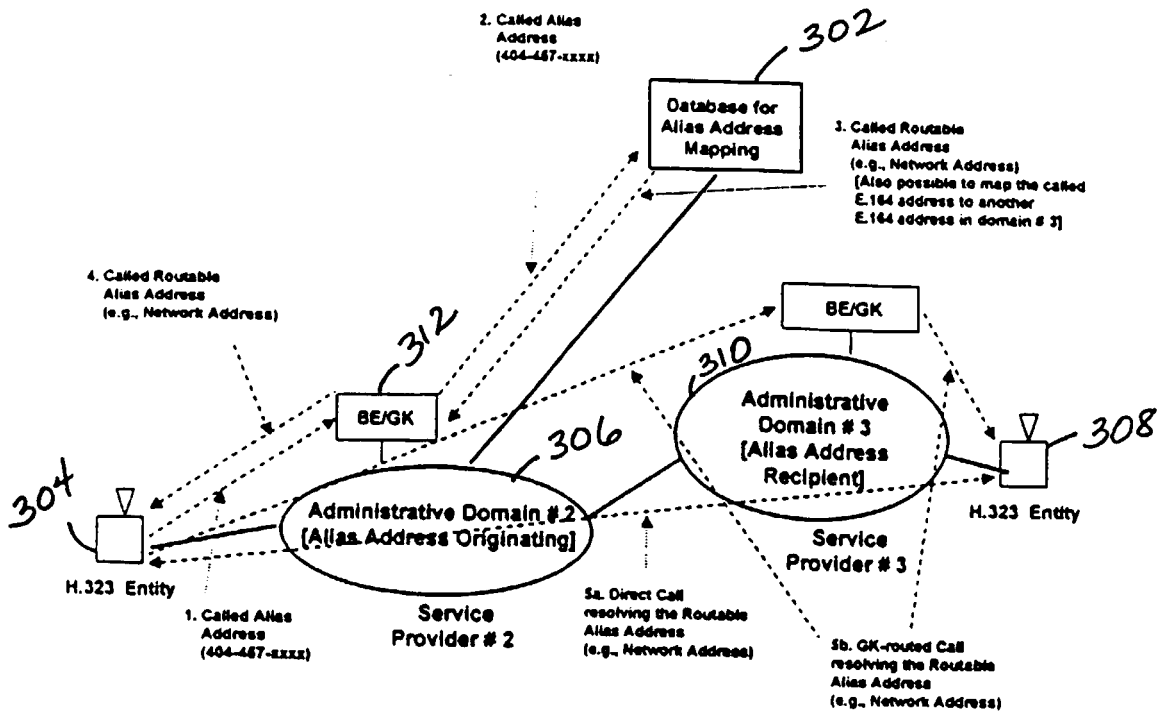 2. Called Alias
Address
(404-467-xxxx)
302
Database for
Alias Address
Mapping
3. Called Routable
Alias Address
(e.g., Network Address)
[Also possible to map the called
E.164 address to another
E.164 address in domain # 3]
4. Called Routable
Alias Address
(e.g., Network Address)
312
BE/GK
BE/GK
310
306
Administrative
Domain # 3
[Alias Address
Recipient]
308
304
Administrative Domain # 2
[Alias Address Originating]
H.323 Entity
Service
Provider # 3
H.323 Entity
1. Called Alias
Address
(404-467-xxxx)
Service
Provider # 2
5a. Direct Call
resolving the Routable
Alias Address
(e.g., Network Address)
5b. GK-routed Call
resolving the Routable
Alias Address
(e.g., Network Address)